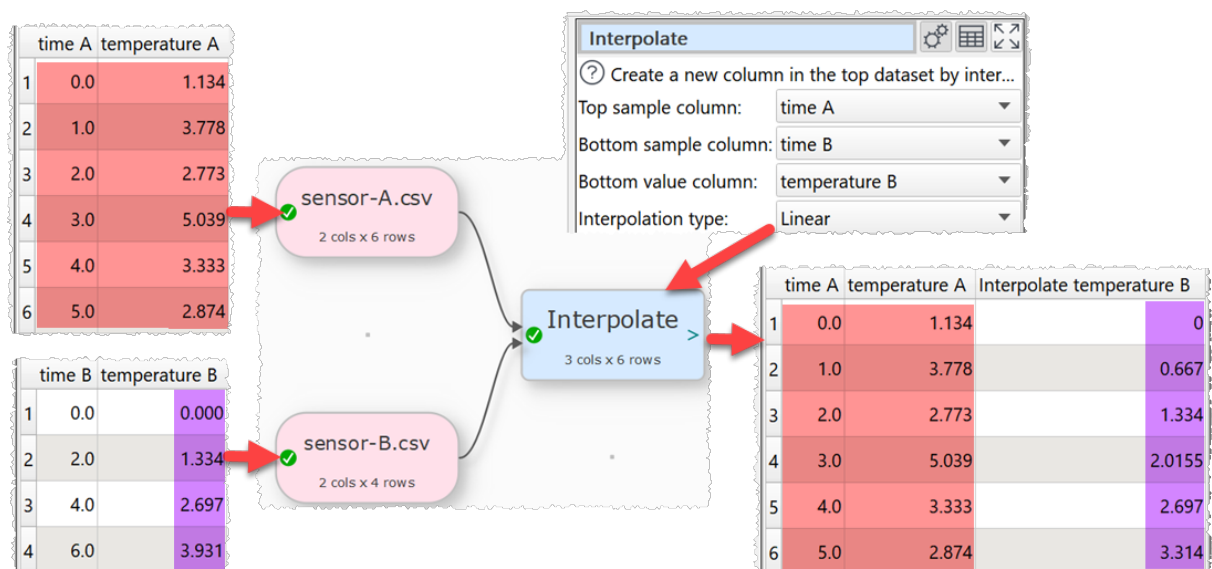 time A temperature A
1 0.0 1.134
2 1.0 3.778
3 2.0 2.773
4 3.0 5.039
5 4.0 3.333
6 5.0 2.874
time B temperature B
1 0.0 0.000
2 2.0 1.334
3 4.0 2.697
4 6.0 3.931
sensor-A.csv
2 cols x 6 rows
sensor-B.csv
2 cols x 4 rows
Interpolate
? Create a new column in the top dataset by inter...
Top sample column: time A
Bottom sample column: time B
Bottom value column: temperature B
Interpolation type: Linear
Interpolate >
3 cols x 6 rows
time A temperature A Interpolate temperature B
1 0.0 1.134 0
2 1.0 3.778 0.667
3 2.0 2.773 1.334
4 3.0 5.039 2.0155
5 4.0 3.333 2.697
6 5.0 2.874 3.314